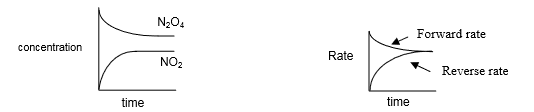 concentration
N₂O₄
NO₂
time
Rate
Forward rate
Reverse rate
time